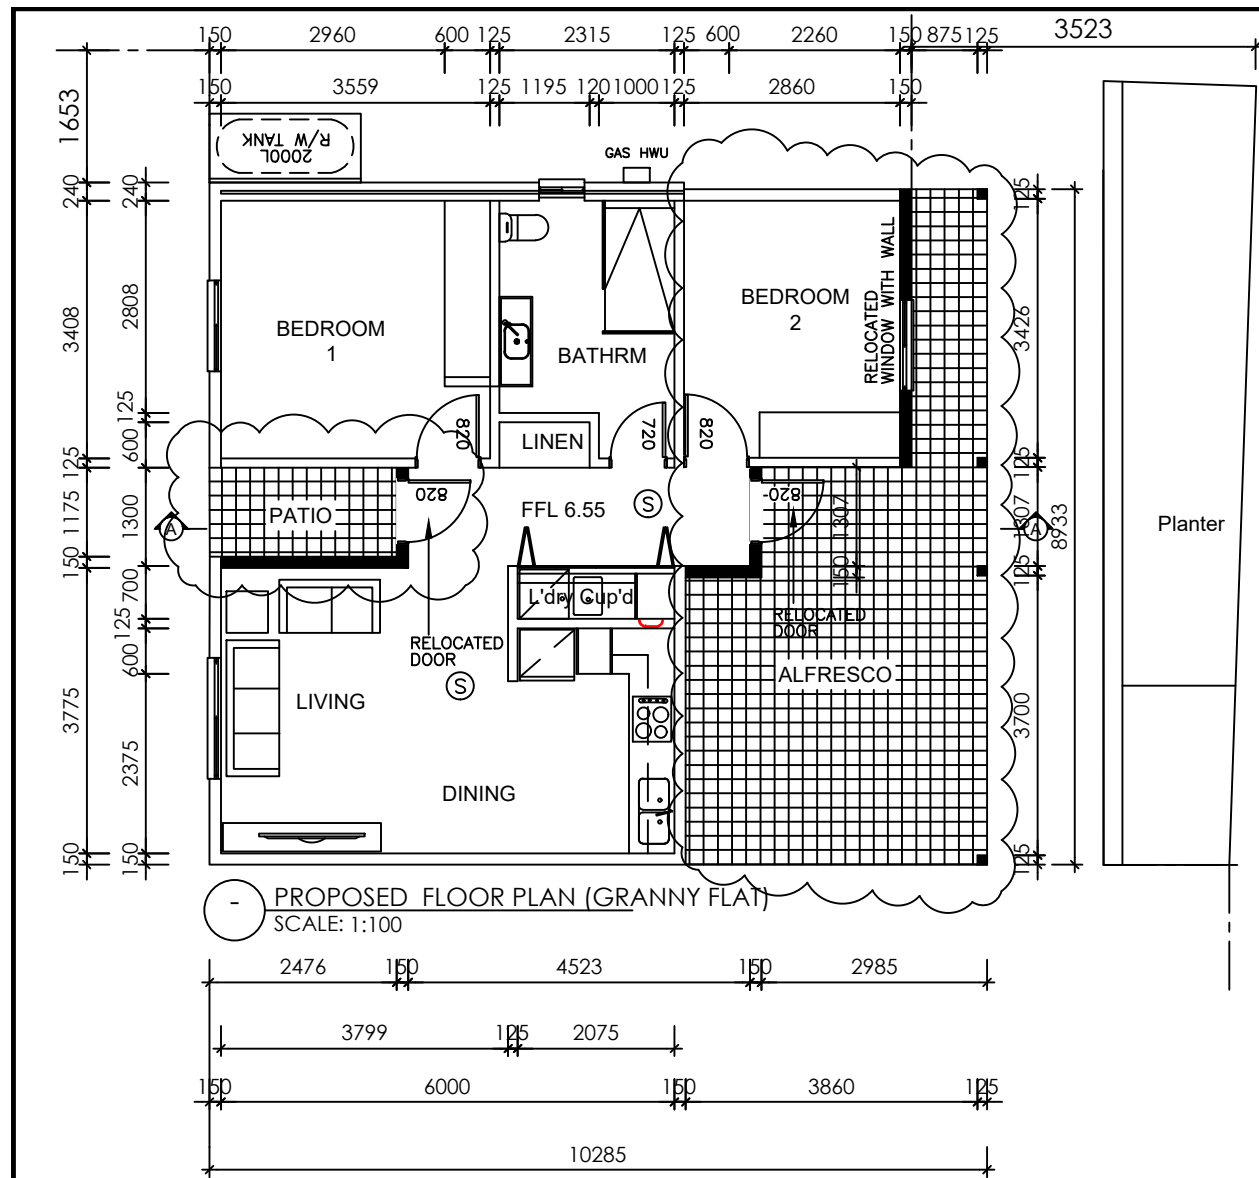 150 2960 600 125 2315 125 600 2260 150 875 125 3523
150 3559 125 1195 120 1000 125 2860 150
1653
2000L
R/W TANK
GAS HWU
240 240 125
3408 2808
BEDROOM
1
BATHRM
BEDROOM
2
RELOCATED
WINDOW WITH WALL
3426
125 600
820
LINEN
720
820
125 125
1175 1300
PATIO
820
FFL 6.55
S
820
1307
1307
8933
A
A
Planter
150 700
150
125
L'dry Cup'd
125 600
RELOCATED
DOOR
RELOCATED
DOOR
S
LIVING
ALFRESCO
3775 2375
3700
DINING
150 150 125
- PROPOSED FLOOR PLAN (GRANNY FLAT)
SCALE: 1:100
2476 150 4523 150 2985
3799 125 2075
150 6000 150 3860 125
10285